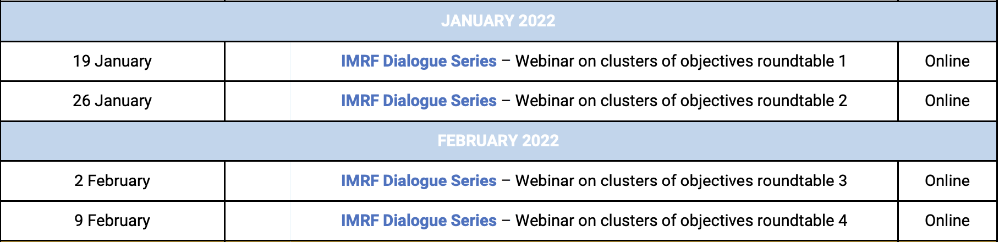 JANUARY 2022
19 January IMRF Dialogue Series – Webinar on clusters of objectives roundtable 1 Online
26 January IMRF Dialogue Series – Webinar on clusters of objectives roundtable 2 Online
FEBRUARY 2022
2 February IMRF Dialogue Series – Webinar on clusters of objectives roundtable 3 Online
9 February IMRF Dialogue Series – Webinar on clusters of objectives roundtable 4 Online